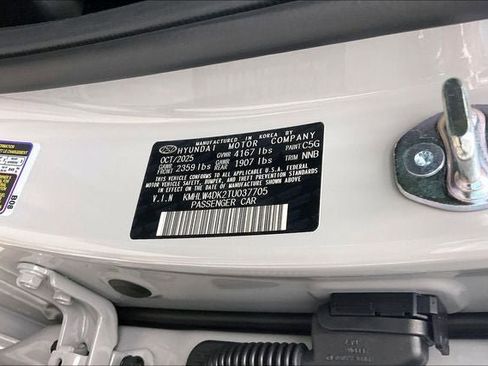 MANUFACTURED IN KOREA BY
HYUNDAI MOTOR COMPANY
OCT/2025 GVWR 4167 lbs PAINT C5G
GAWR FRONT 2359 lbs GAWR REAR 1907 lbs TRIM NNB
THIS VEHICLE CONFORMS TO ALL APPLICABLE U.S.A. FEDERAL
MOTOR VEHICLE SAFETY, BUMPER, AND THEFT PREVENTION STANDARDS
IN EFFECT ON THE DATE OF MANUFACTURE SHOWN ABOVE.
V.I.N KMHLW4DK2TU037705
PASSENGER CAR